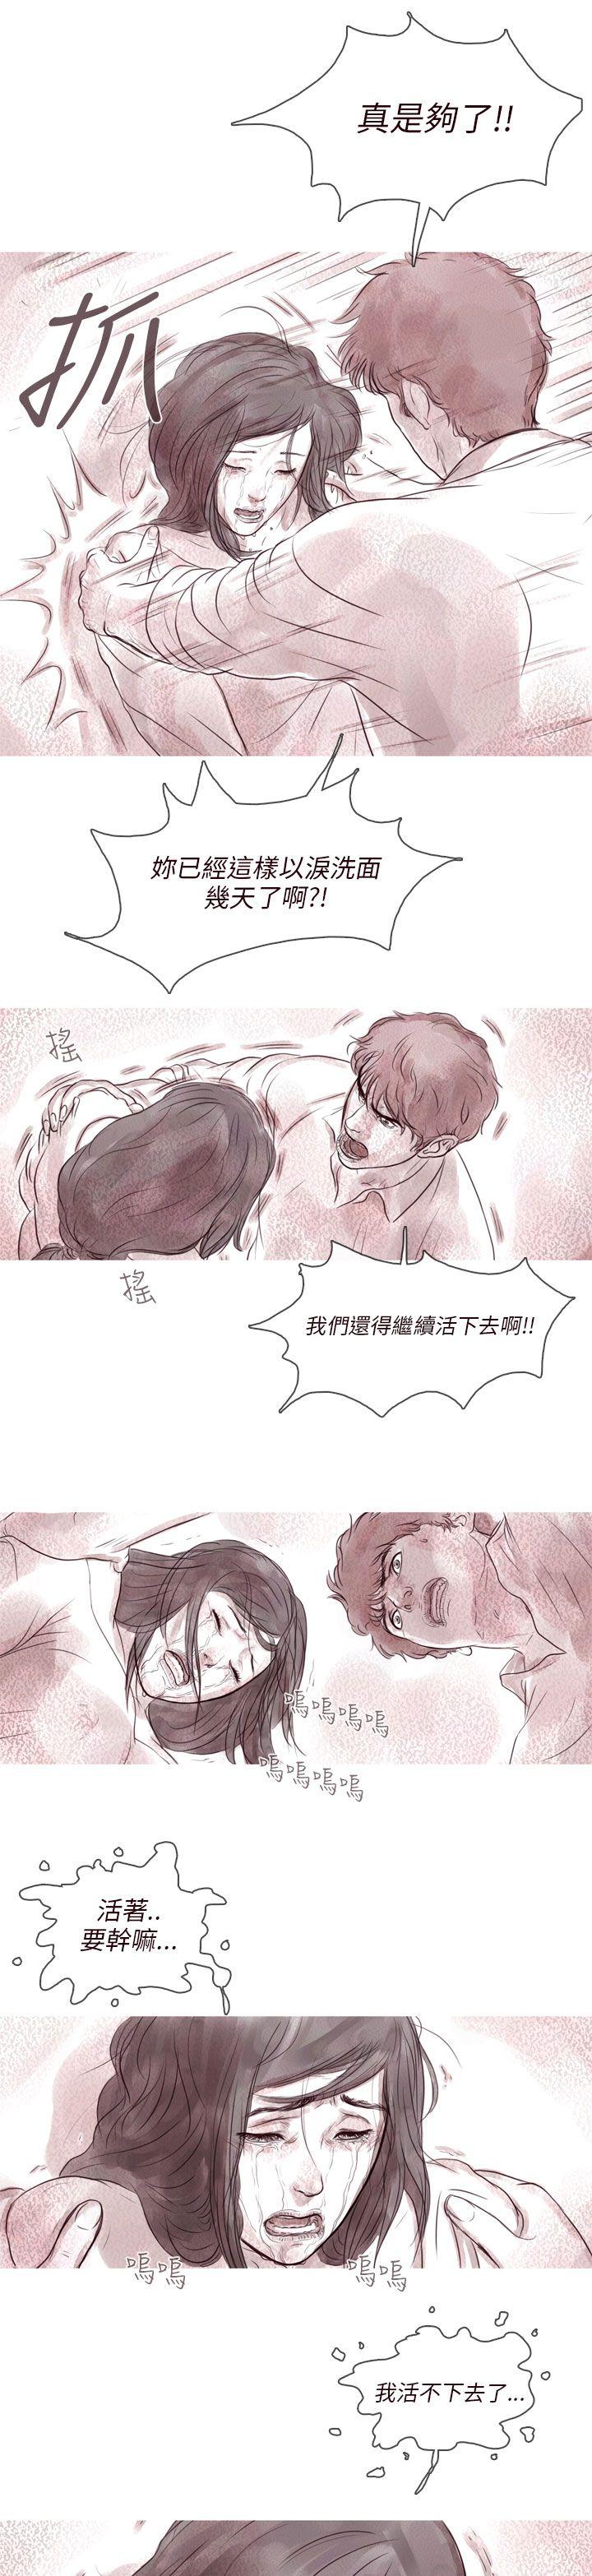 真是夠了!!
抓
妳已經這樣以淚洗面
幾天了啊?!
搖
搖
我們還得繼續活下去啊!!
嗚嗚嗚嗚
嗚嗚嗚嗚
活著..
要幹嘛...
嗚嗚
嗚嗚
我活不下去了...